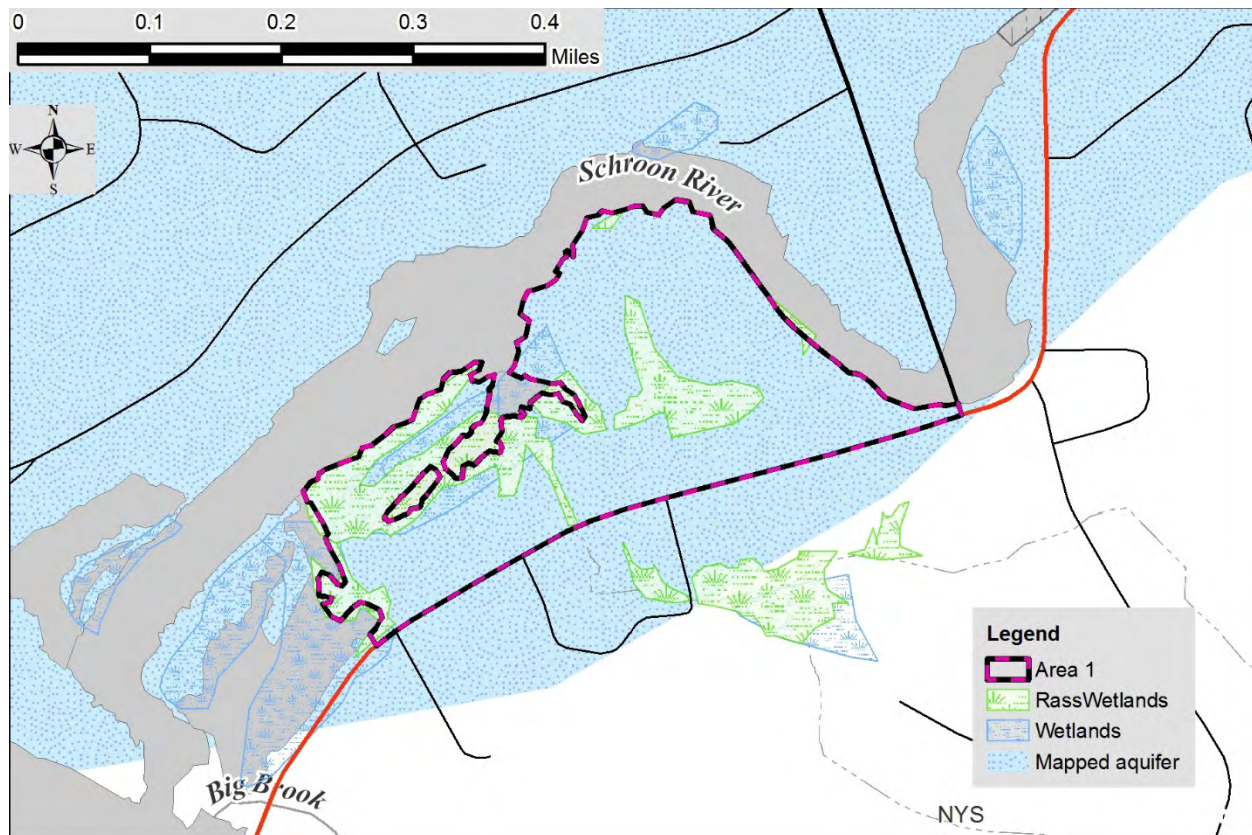 0 0.1 0.2 0.3 0.4
Miles
N
W E
S
Schroon River
Legend
Area 1
RassWetlands
Wetlands
Mapped aquifer
Big Brook
NYS